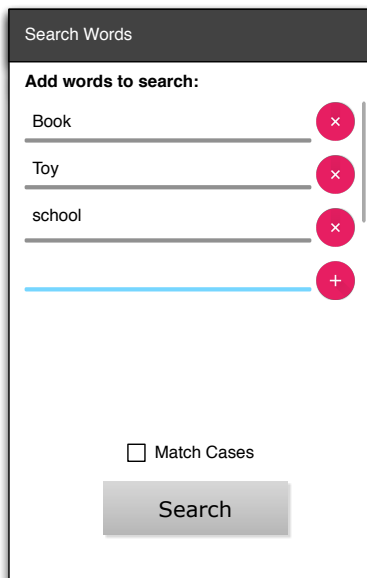 Search Words
Add words to search:
Book
×
Toy
×
school
×
+
Match Cases
Search